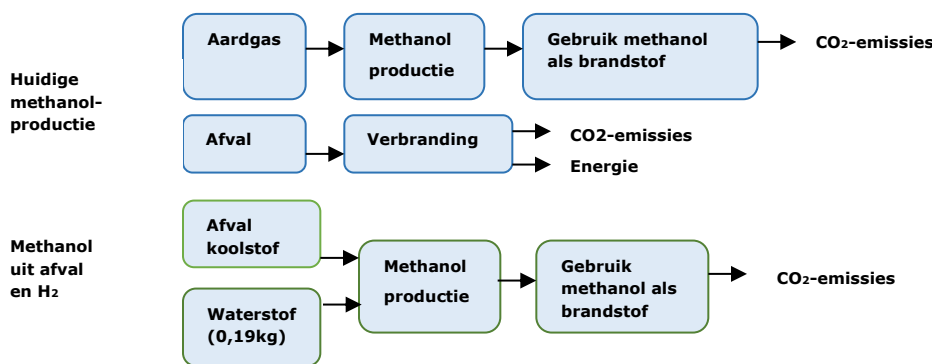 Huidige
methanol-
productie
Aardgas
Methanol
productie
Gebruik methanol
als brandstof
CO₂-emissies
Afval
Verbranding
CO2-emissies
Energie
Methanol
uit afval
en H₂
Afval
koolstof
Waterstof
(0,19kg)
Methanol
productie
Gebruik
methanol als
brandstof
CO₂-emissies